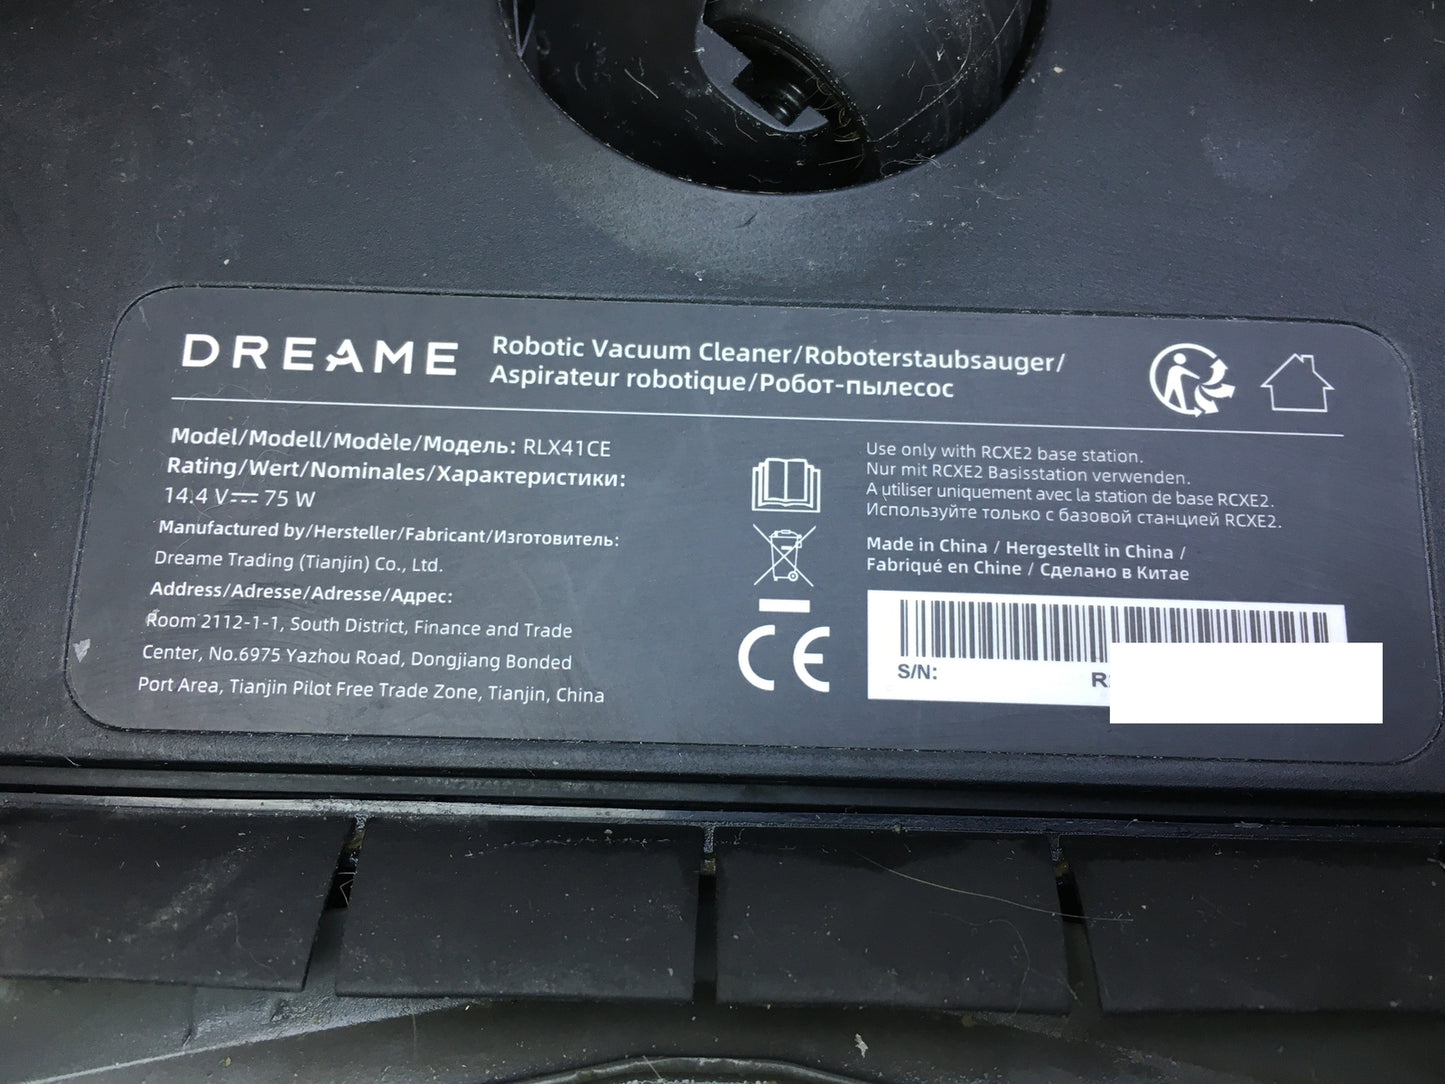 DREAME
Robotic Vacuum Cleaner/Roboterstaubsauger/
Aspirateur robotique/Робот-пылесос
Model/Modell/Modèle/Модель: RLX41CE
Rating/Wert/Nominales/Характеристики:
14.4 V⎓ 75 W
Manufactured by/Hersteller/Fabricant/Изготовитель:
Dreame Trading (Tianjin) Co., Ltd.
Address/Adresse/Adresse/Адрес:
Room 2112-1-1, South District, Finance and Trade
Center, No.6975 Yazhou Road, Dongjiang Bonded
Port Area, Tianjin Pilot Free Trade Zone, Tianjin, China
CE
Use only with RCXE2 base station.
Nur mit RCXE2 Basisstation verwenden.
A utiliser uniquement avec la station de base RCXE2.
Используйте только с базовой станцией RCXE2.
Made in China / Hergestellt in China /
Fabriqué en Chine / Сделано в Китае
S/N: